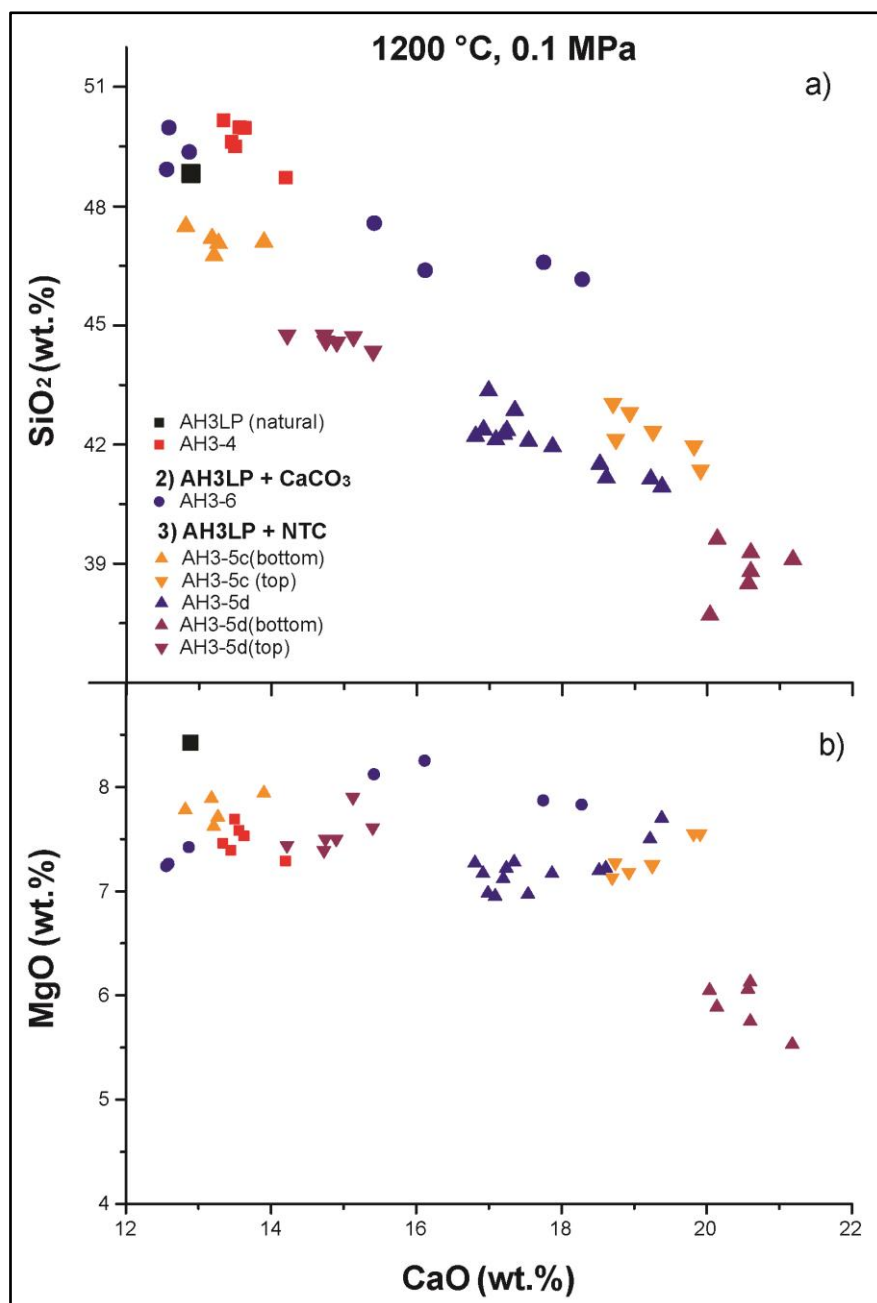 1200 °C, 0.1 MPa
a)
51
48
45
42
39
SiO₂ (wt.%)
AH3LP (natural)
AH3-4
2) AH3LP + CaCO₃
AH3-6
3) AH3LP + NTC
AH3-5c(bottom)
AH3-5c (top)
AH3-5d
AH3-5d(bottom)
AH3-5d(top)
b)
8
7
6
5
4
MgO (wt.%)
12 14 16 18 20 22
CaO (wt.%)